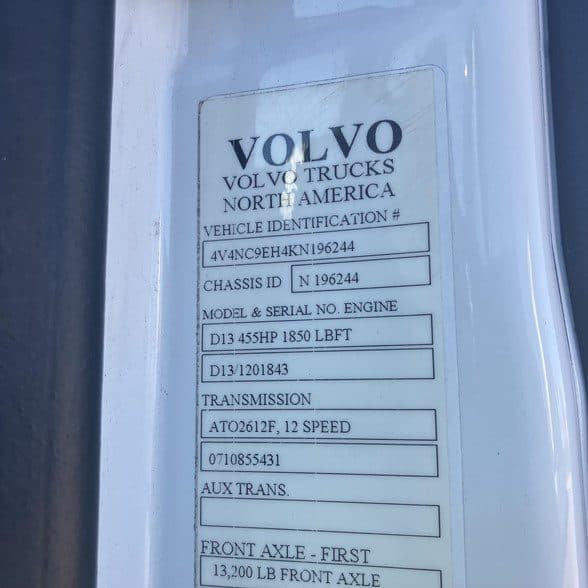 VOLVO
VOLVO TRUCKS
NORTH AMERICA
VEHICLE IDENTIFICATION #
4V4NC9EH4KN196244
CHASSIS ID N 196244
MODEL & SERIAL NO. ENGINE
D13 455HP 1850 LBFT
D13/1201843
TRANSMISSION
ATO2612F, 12 SPEED
0710855431
AUX TRANS.
FRONT AXLE - FIRST
13,200 LB FRONT AXLE